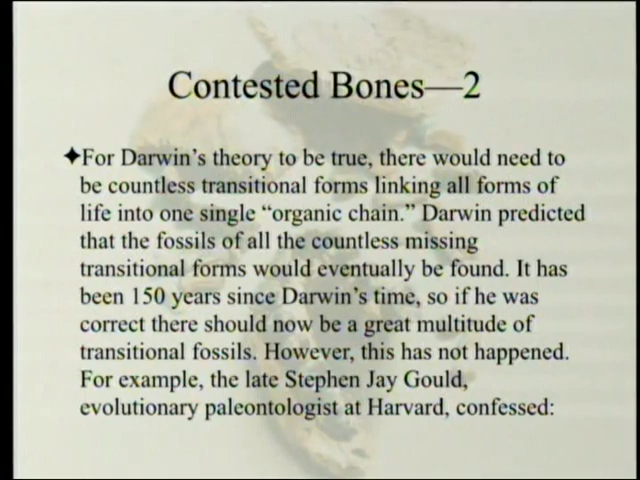 Contested Bones—2
✦For Darwin's theory to be true, there would need to
be countless transitional forms linking all forms of
life into one single “organic chain.” Darwin predicted
that the fossils of all the countless missing
transitional forms would eventually be found. It has
been 150 years since Darwin's time, so if he was
correct there should now be a great multitude of
transitional fossils. However, this has not happened.
For example, the late Stephen Jay Gould,
evolutionary paleontologist at Harvard, confessed: